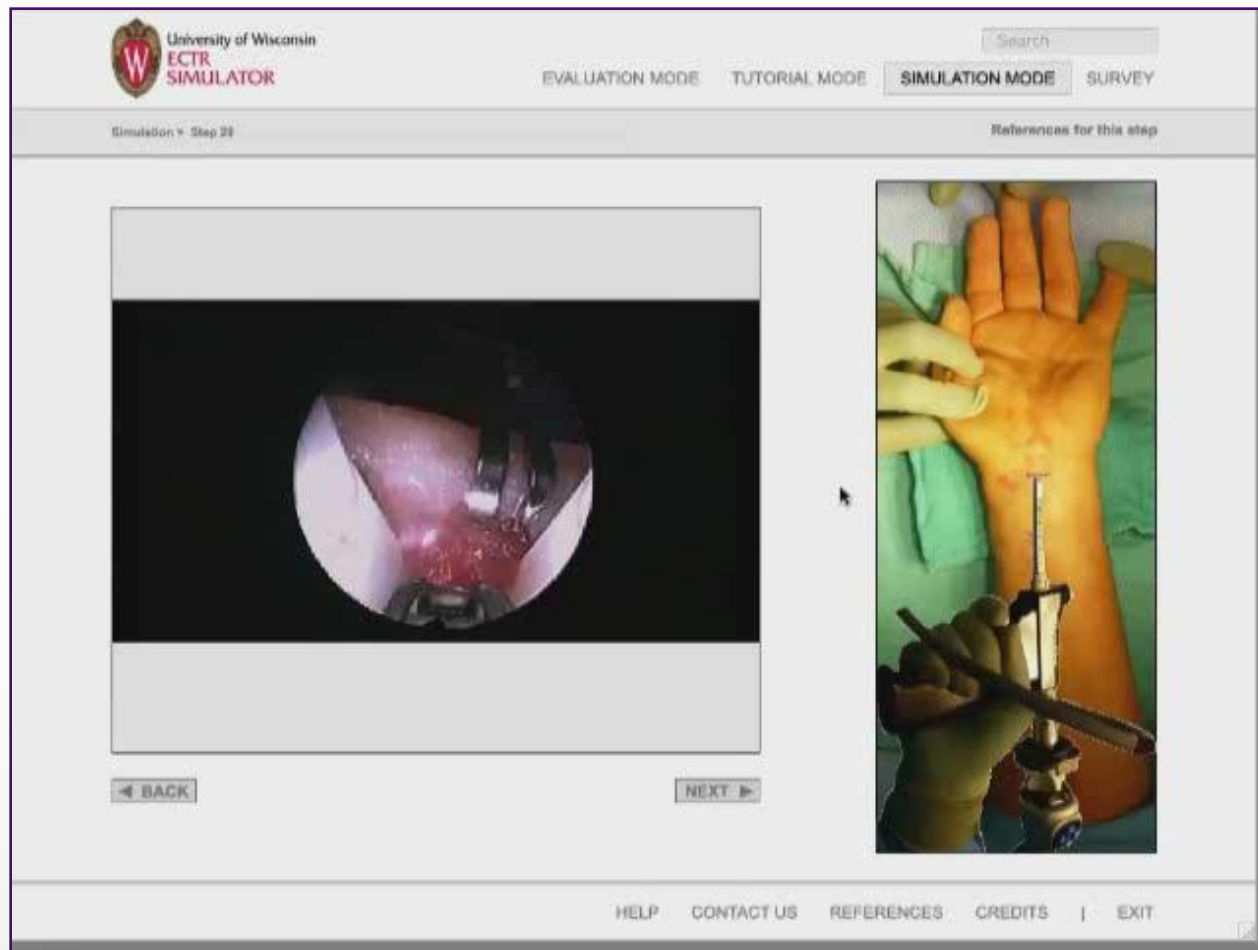 University of Wisconsin
ECTR
SIMULATOR
Search
EVALUATION MODE TUTORIAL MODE SIMULATION MODE SURVEY
Simulation > Step 28 References for this step
◀ BACK NEXT ▶
HELP CONTACT US REFERENCES CREDITS | EXIT